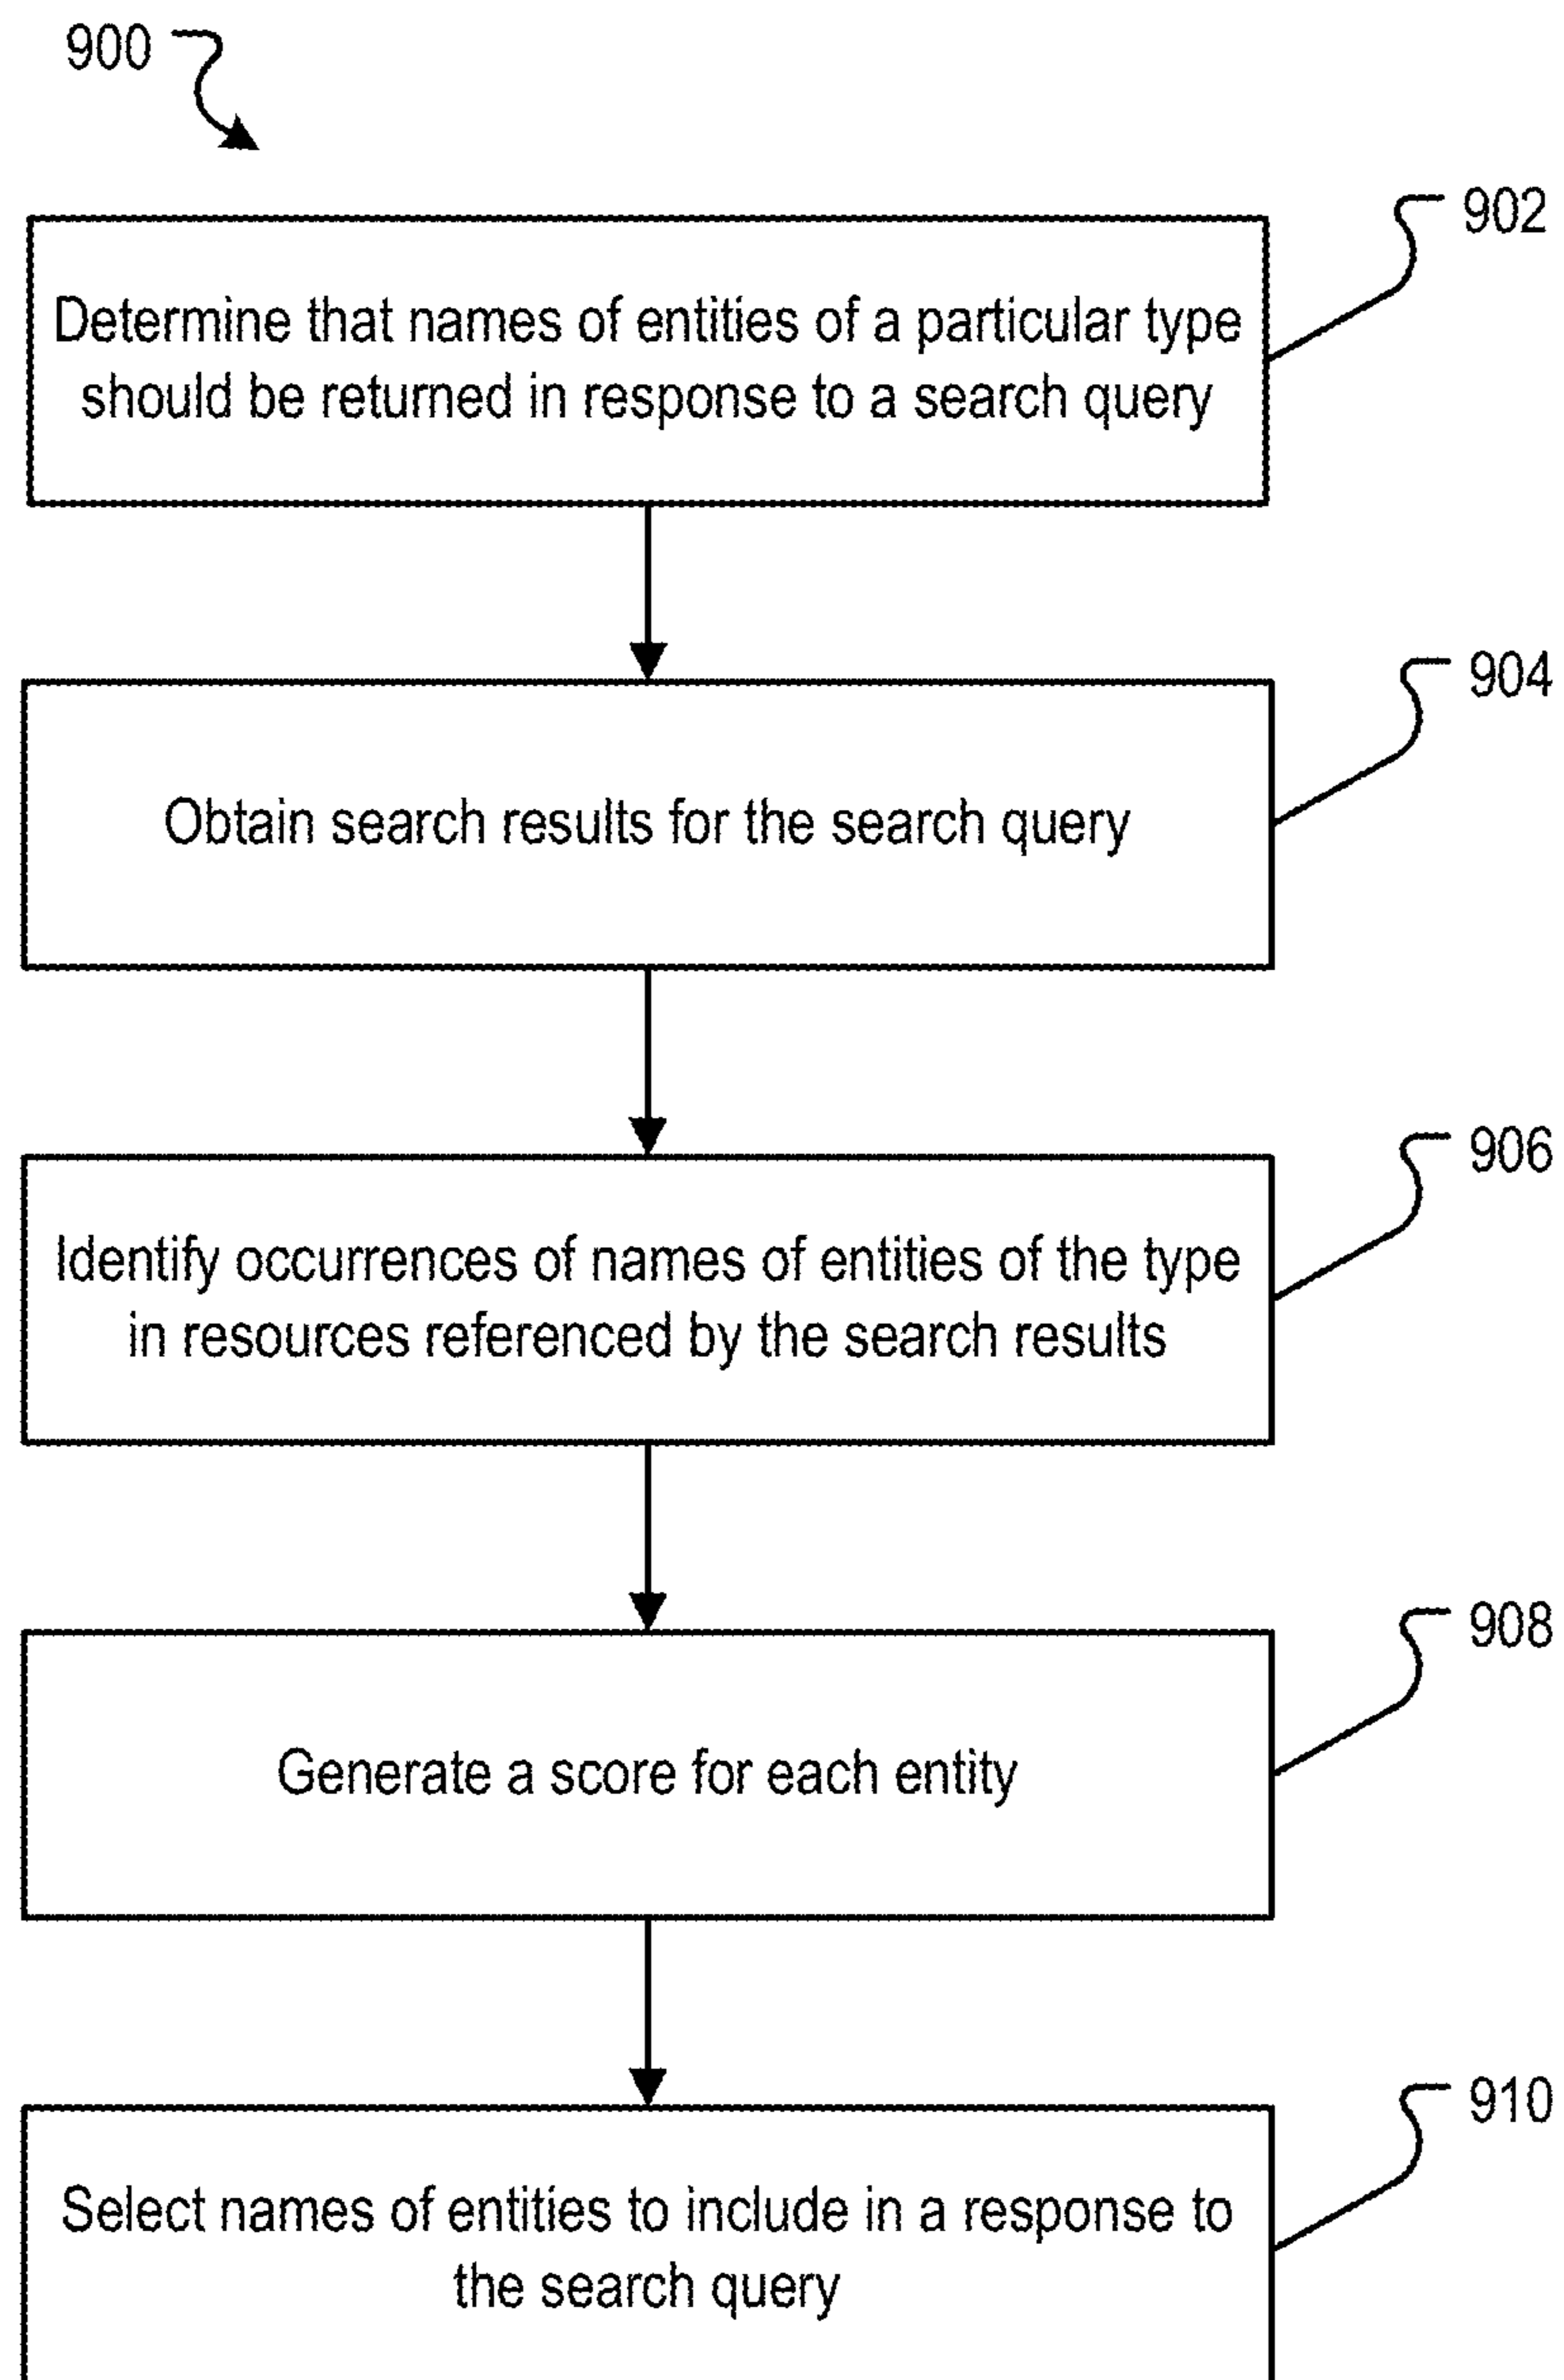 900
902
Determine that names of entities of a particular type
should be returned in response to a search query
904
Obtain search results for the search query
906
Identify occurrences of names of entities of the type
in resources referenced by the search results
908
Generate a score for each entity
910
Select names of entities to include in a response to
the search query